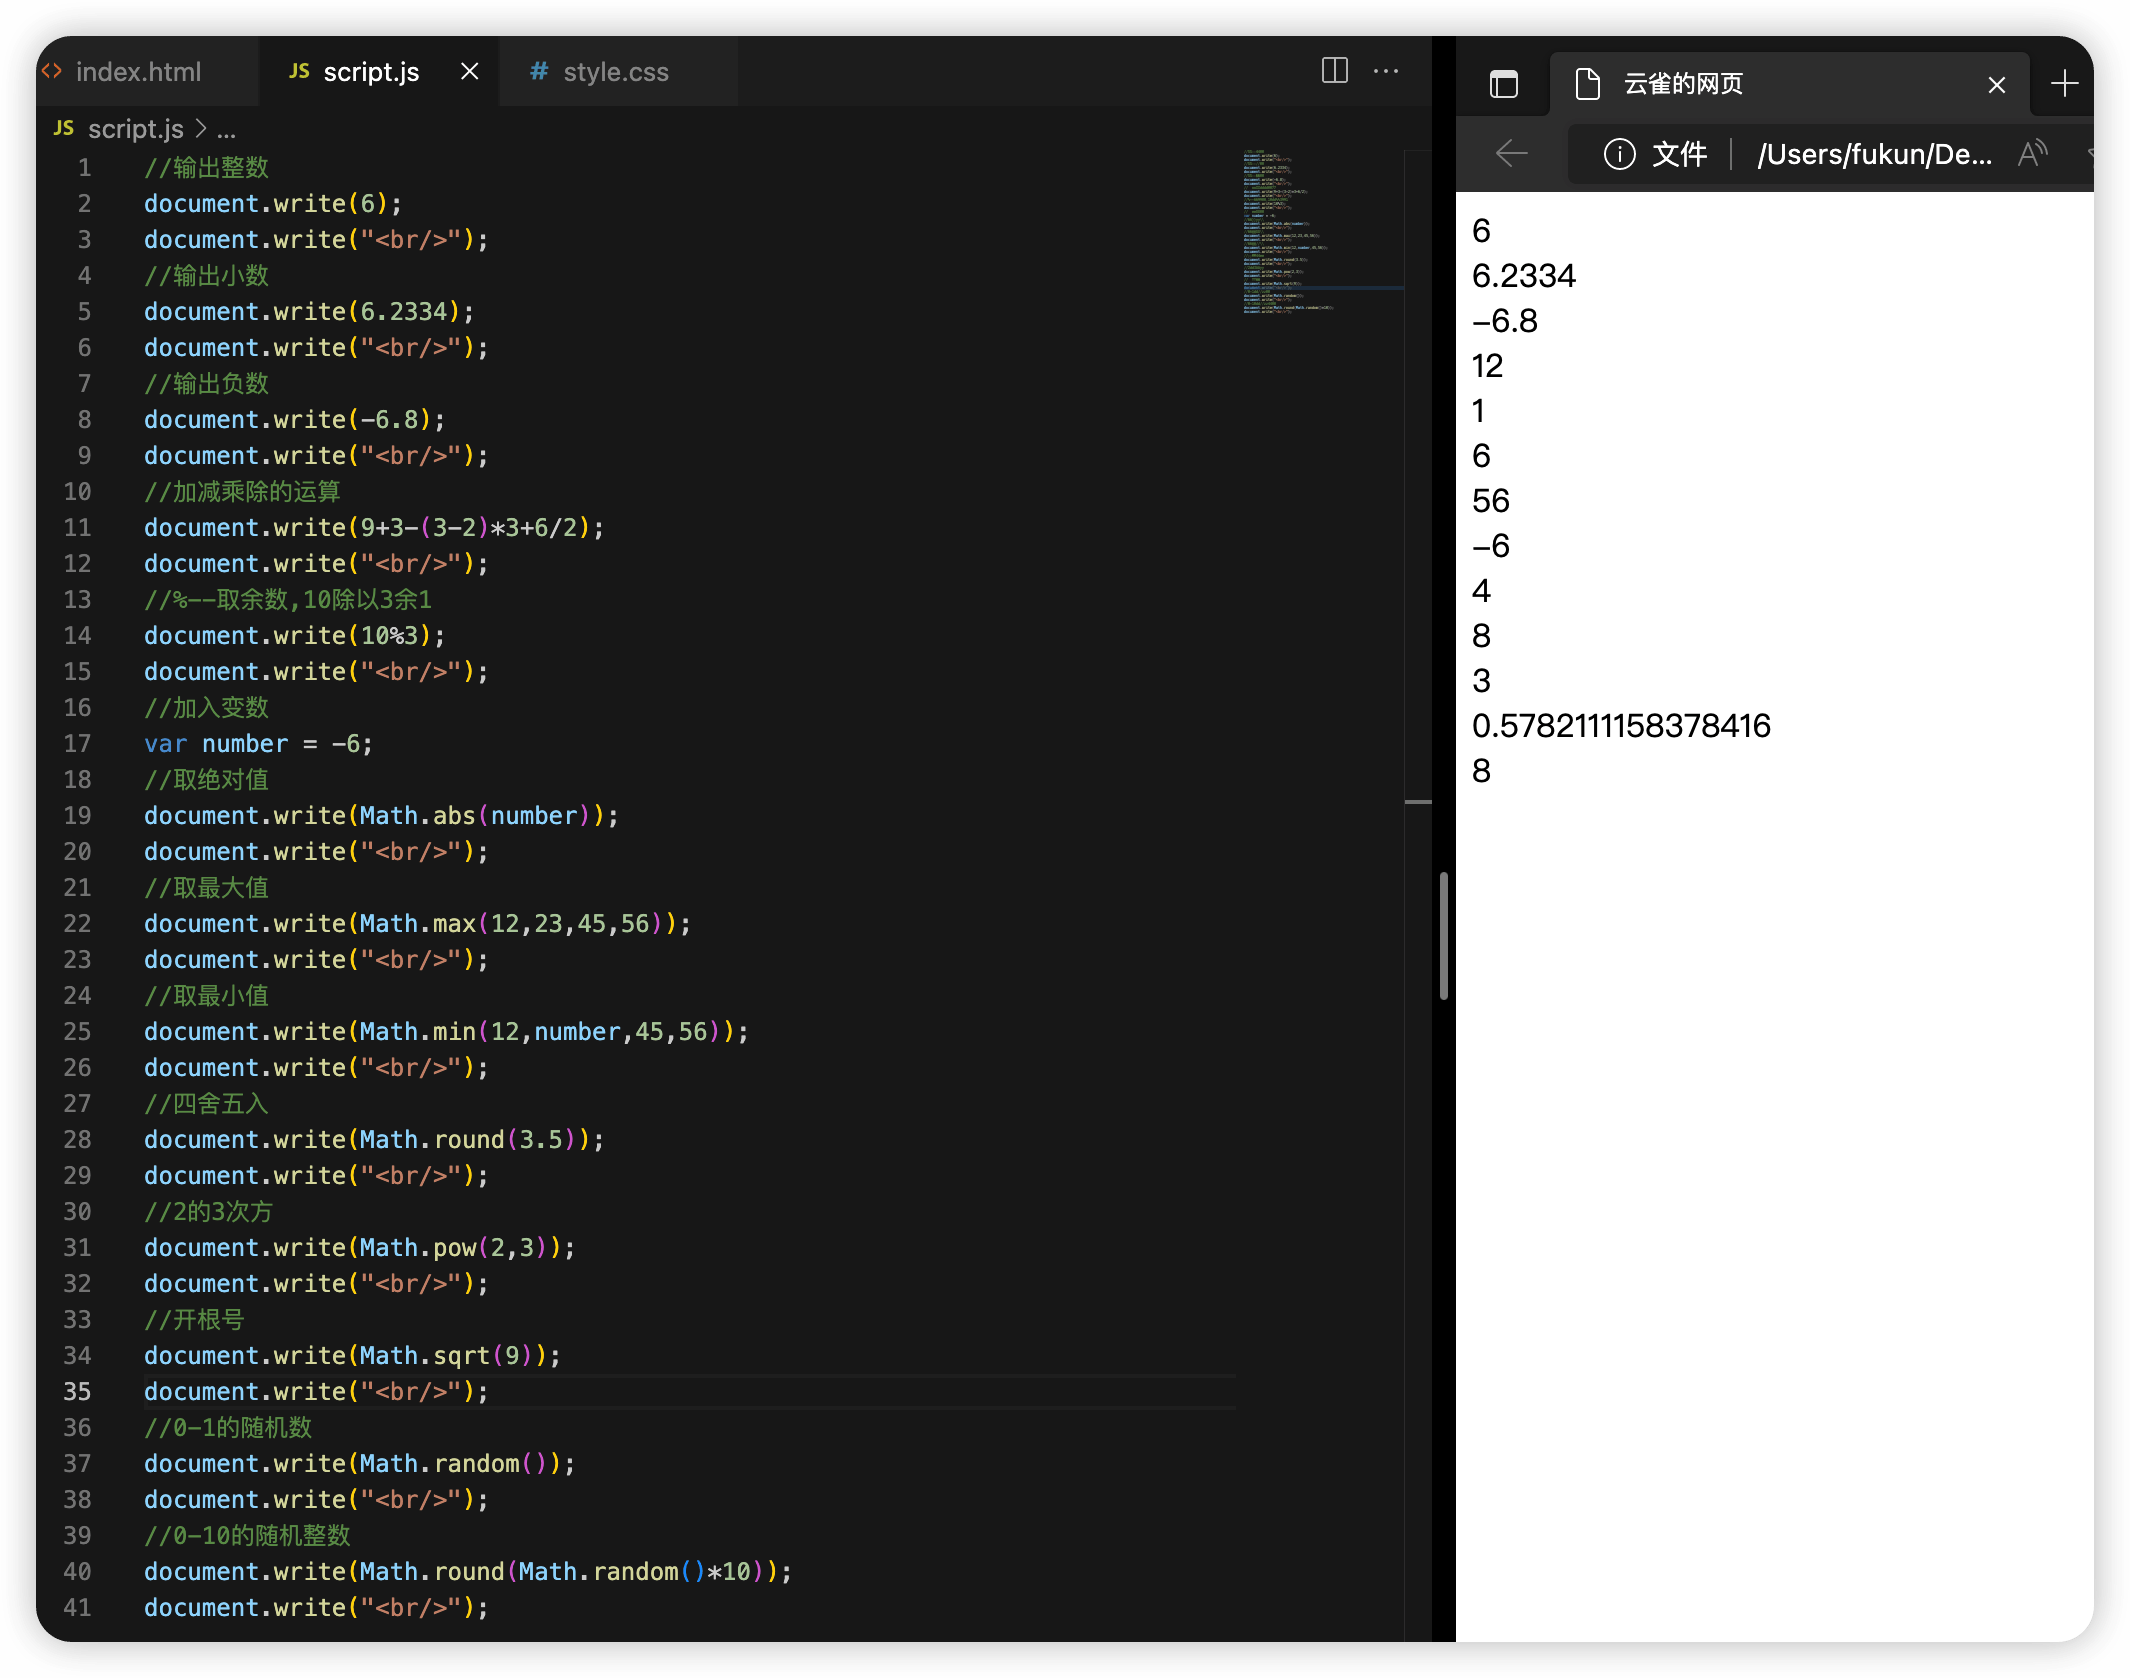 index.html
JS script.js
# style.css
JS script.js > ...
1 //输出整数
2 document.write(6);
3 document.write("<br/>");
4 //输出小数
5 document.write(6.2334);
6 document.write("<br/>");
7 //输出负数
8 document.write(-6.8);
9 document.write("<br/>");
10 //加减乘除的运算
11 document.write(9+3-(3-2)*3+6/2);
12 document.write("<br/>");
13 //%--取余数,10除以3余1
14 document.write(10%3);
15 document.write("<br/>");
16 //加入变数
17 var number = -6;
18 //取绝对值
19 document.write(Math.abs(number));
20 document.write("<br/>");
21 //取最大值
22 document.write(Math.max(12,23,45,56));
23 document.write("<br/>");
24 //取最小值
25 document.write(Math.min(12,number,45,56));
26 document.write("<br/>");
27 //四舍五入
28 document.write(Math.round(3.5));
29 document.write("<br/>");
30 //2的3次方
31 document.write(Math.pow(2,3));
32 document.write("<br/>");
33 //开根号
34 document.write(Math.sqrt(9));
35 document.write("<br/>");
36 //0-1的随机数
37 document.write(Math.random());
38 document.write("<br/>");
39 //0-10的随机整数
40 document.write(Math.round(Math.random()*10));
41 document.write("<br/>");
云雀的网页
文件 | /Users/fukun/De...
6
6.2334
-6.8
12
1
6
56
-6
4
8
3
0.5782111158378416
8